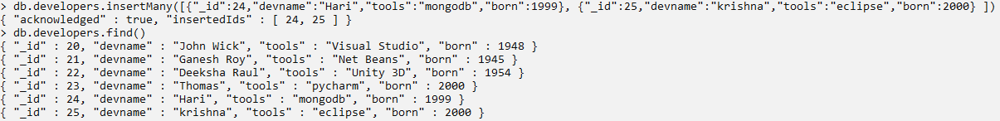 > db.developers.insertMany([{"_id":24,"devname":"Hari","tools":"mongodb","born":1999}, {"_id":25,"devname":"krishna","tools":"eclipse","born":2000} ])
{ "acknowledged" : true, "insertedIds" : [ 24, 25 ] }
> db.developers.find()
{ "_id" : 20, "devname" : "John Wick", "tools" : "Visual Studio", "born" : 1948 }
{ "_id" : 21, "devname" : "Ganesh Roy", "tools" : "Net Beans", "born" : 1945 }
{ "_id" : 22, "devname" : "Deeksha Raul", "tools" : "Unity 3D", "born" : 1954 }
{ "_id" : 23, "devname" : "Thomas", "tools" : "pycharm", "born" : 2000 }
{ "_id" : 24, "devname" : "Hari", "tools" : "mongodb", "born" : 1999 }
{ "_id" : 25, "devname" : "krishna", "tools" : "eclipse", "born" : 2000 }